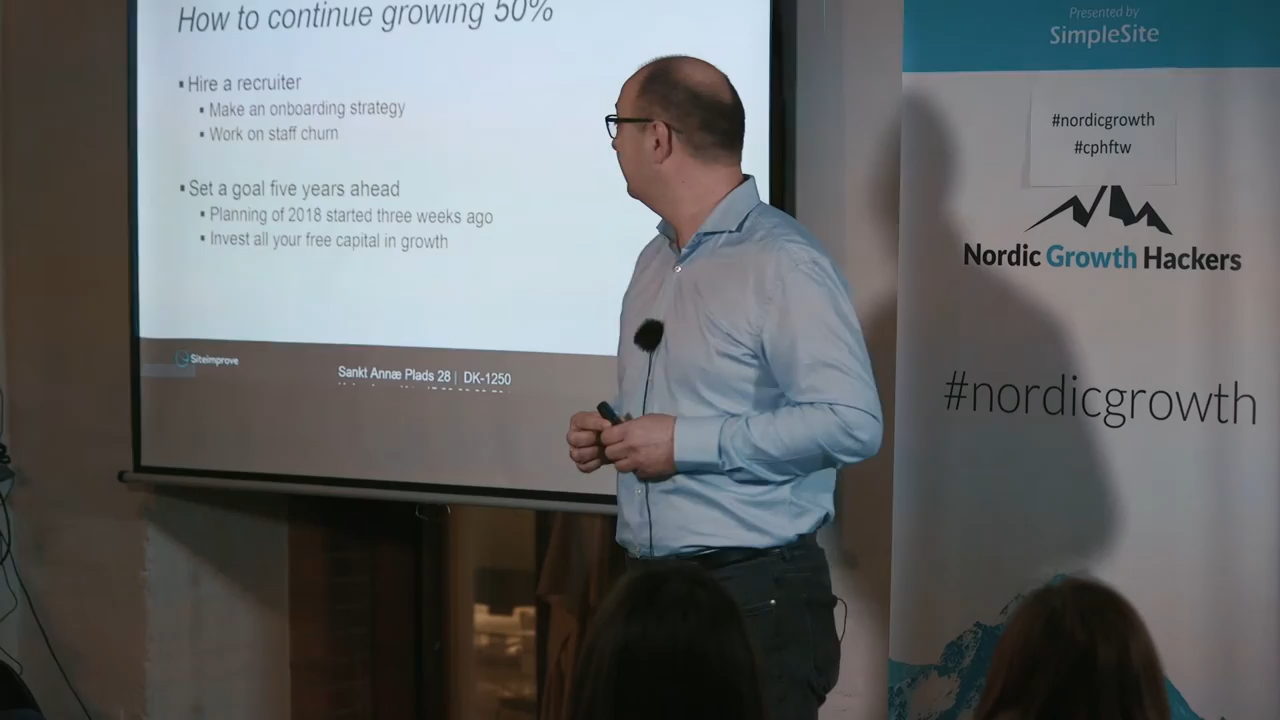 How to continue growing 50%
Hire a recruiter
Make an onboarding strategy
Work on staff churn
Set a goal five years ahead
Planning of 2018 started three weeks ago
Invest all your free capital in growth
Siteimprove
Sankt Annæ Plads 28 | DK-1250
Presented by
SimpleSite
#nordicgrowth
#cphftw
Nordic Growth Hackers
#nordicgrowth